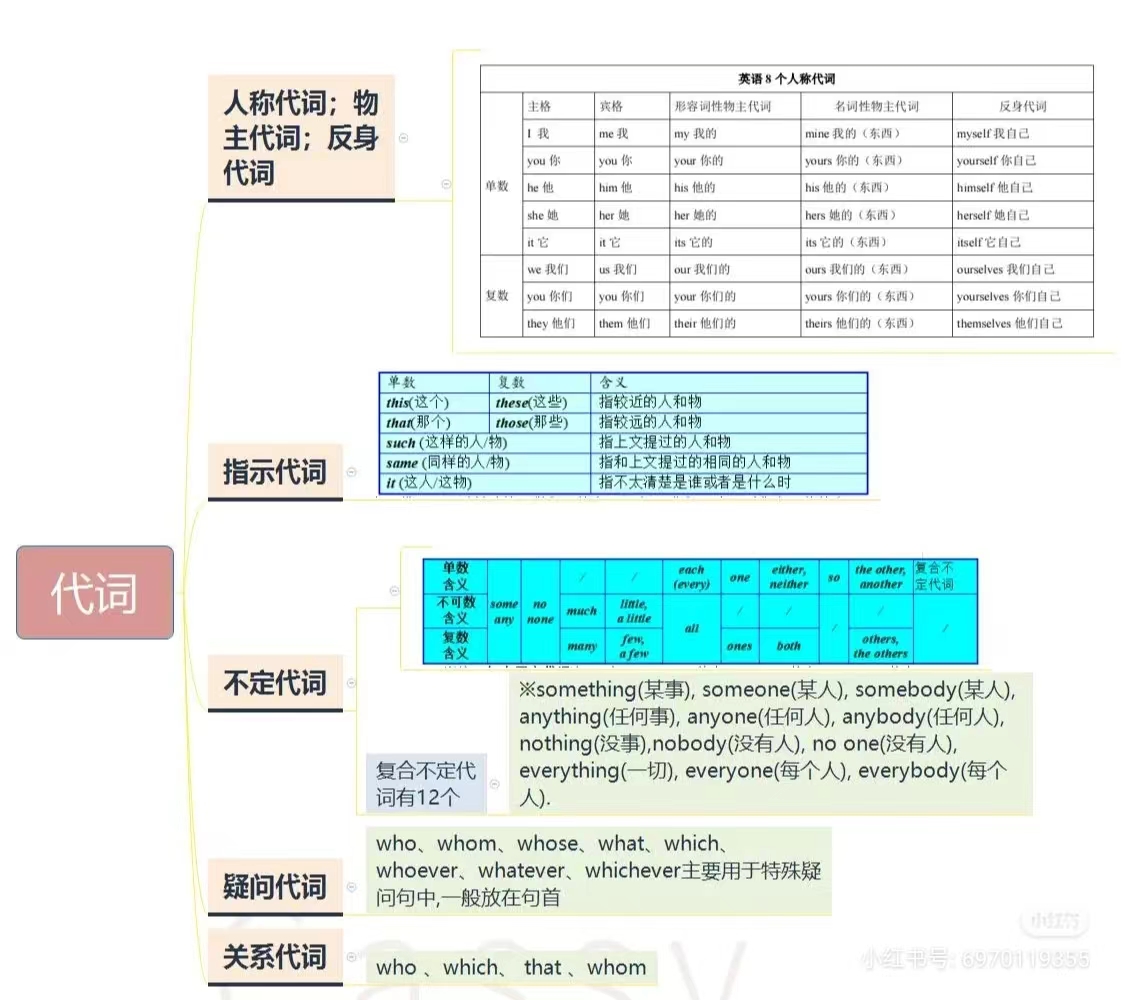 代词
人称代词；物
主代词；反身
代词
英语 8 个人称代词
主格 宾格 形容词性物主代词 名词性物主代词 反身代词
单数
I 我 me 我 my 我的 mine 我的（东西） myself 我自己
you 你 you 你 your 你的 yours 你的（东西） yourself 你自己
he 他 him 他 his 他的 his 他的（东西） himself 他自己
she 她 her 她 her 她的 hers 她的（东西） herself 她自己
it 它 it 它 its 它的 its 它的（东西） itself 它自己
复数
we 我们 us 我们 our 我们的 ours 我们的（东西） ourselves 我们自己
you 你们 you 你们 your 你们的 yours 你们的（东西） yourselves 你们自己
they 他们 them 他们 their 他们的 theirs 他们的（东西） themselves 他们自己
指示代词
单数 复数 含义
this(这个) these(这些) 指较近的人和物
that(那个) those(那些) 指较远的人和物
such (这样的人/物) 指上文提过的人和物
same (同样的人/物) 指和上文提过的相同的人和物
it (这人/这物) 指不太清楚是谁或者是什么时
不定代词
单数
含义
some
any
no
none
/ / each
(every)
one either,
neither
so the other,
another
复合不
定代词
不可数
含义
much little,
a little
all / / / / /
复数
含义
many few,
a few
ones both others,
the others
复合不定代
词有12个
※something(某事), someone(某人), somebody(某人),
anything(任何事), anyone(任何人), anybody(任何人),
nothing(没事),nobody(没有人), no one(没有人),
everything(一切), everyone(每个人), everybody(每个
人).
疑问代词
who、whom、whose、what、which、
whoever、whatever、whichever主要用于特殊疑
问句中,一般放在句首
关系代词
who 、which、 that 、whom
小红书
小红书号: 6970119355